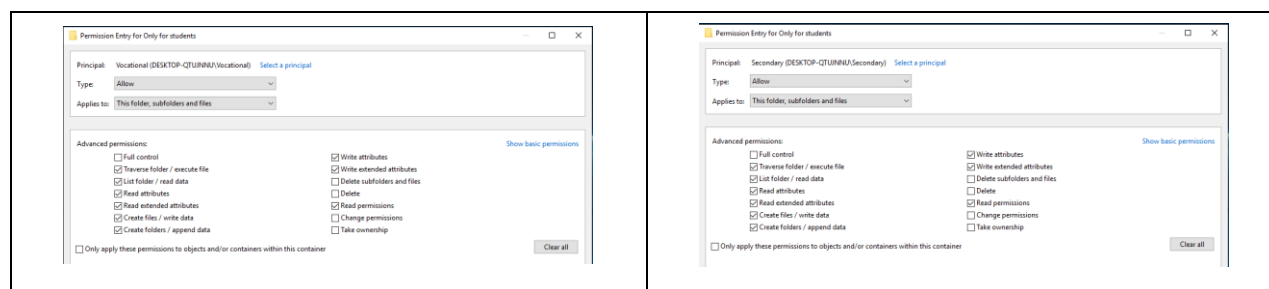 Permission Entry for Only for students
Principal: Vocational (DESKTOP-QTUJNNU\Vocational) Select a principal
Type: Allow
Applies to: This folder, subfolders and files
Advanced permissions: Show basic permissions
Full control Write attributes
Traverse folder / execute file Write extended attributes
List folder / read data Delete subfolders and files
Read attributes Delete
Read extended attributes Read permissions
Create files / write data Change permissions
Create folders / append data Take ownership
Only apply these permissions to objects and/or containers within this container Clear all
Permission Entry for Only for students
Principal: Secondary (DESKTOP-QTUJNNU\Secondary) Select a principal
Type: Allow
Applies to: This folder, subfolders and files
Advanced permissions: Show basic permissions
Full control Write attributes
Traverse folder / execute file Write extended attributes
List folder / read data Delete subfolders and files
Read attributes Delete
Read extended attributes Read permissions
Create files / write data Change permissions
Create folders / append data Take ownership
Only apply these permissions to objects and/or containers within this container Clear all